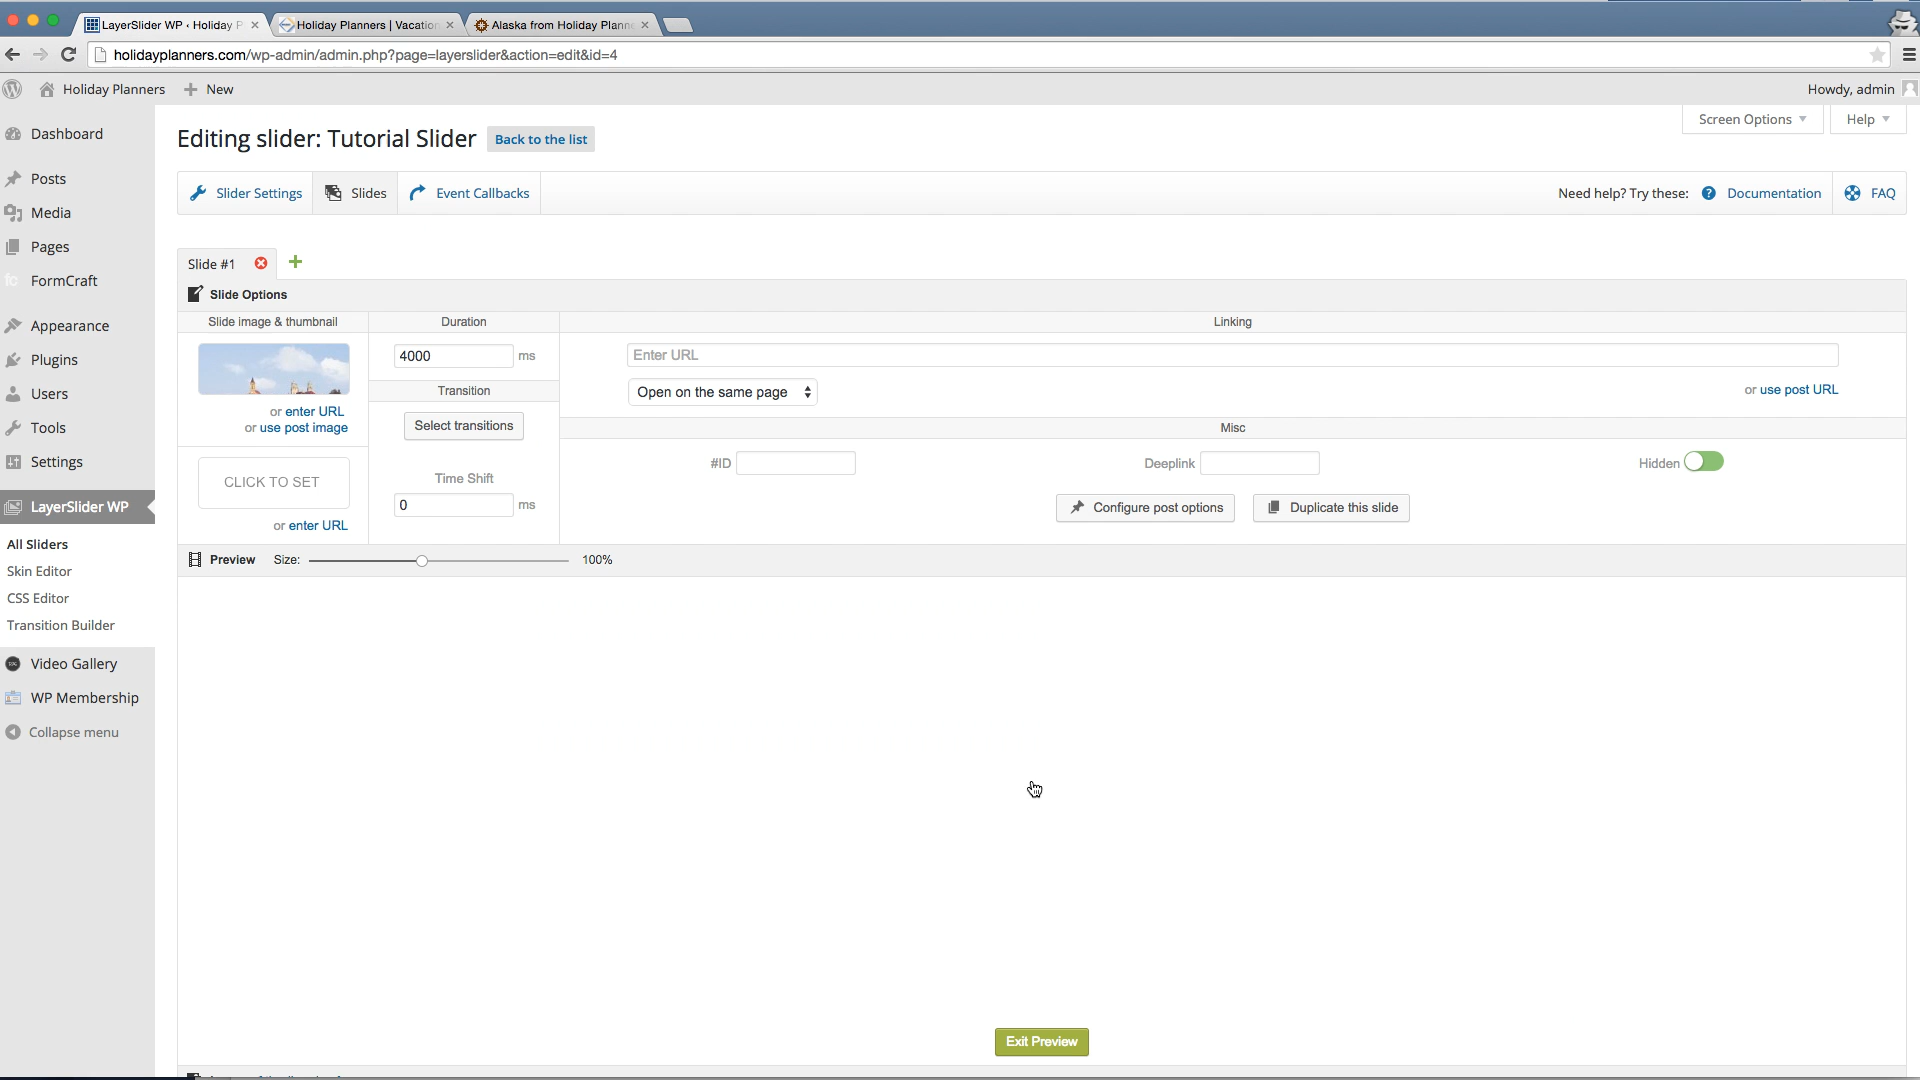 LayerSlider WP ‹ Holiday P
Holiday Planners | Vacation
Alaska from Holiday Planne
holidayplanners.com/wp-admin/admin.php?page=layerslider&action=edit&id=4
Holiday Planners
New
Howdy, admin
Screen Options
Help
Editing slider: Tutorial Slider
Back to the list
Slider Settings
Slides
Event Callbacks
Need help? Try these:
Documentation
FAQ
Dashboard
Posts
Media
Pages
FormCraft
Appearance
Plugins
Users
Tools
Settings
LayerSlider WP
All Sliders
Skin Editor
CSS Editor
Transition Builder
Video Gallery
WP Membership
Collapse menu
Slide #1
Slide Options
Slide image & thumbnail
Duration
Linking
4000 ms
Enter URL
Transition
Open on the same page
or use post URL
or enter URL
or use post image
Select transitions
Misc
#ID
Deeplink
Hidden
CLICK TO SET
Time Shift
0 ms
Configure post options
Duplicate this slide
or enter URL
Preview
Size:
100%
Exit Preview